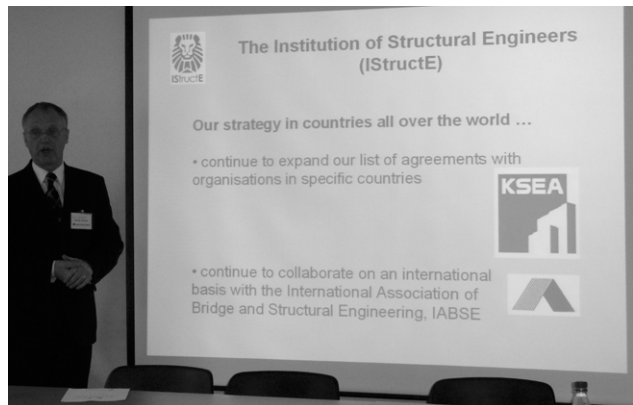 IStructE
The Institution of Structural Engineers
(IStructE)
Our strategy in countries all over the world …
• continue to expand our list of agreements with
organisations in specific countries
KSEA
• continue to collaborate on an international
basis with the International Association of
Bridge and Structural Engineering, IABSE